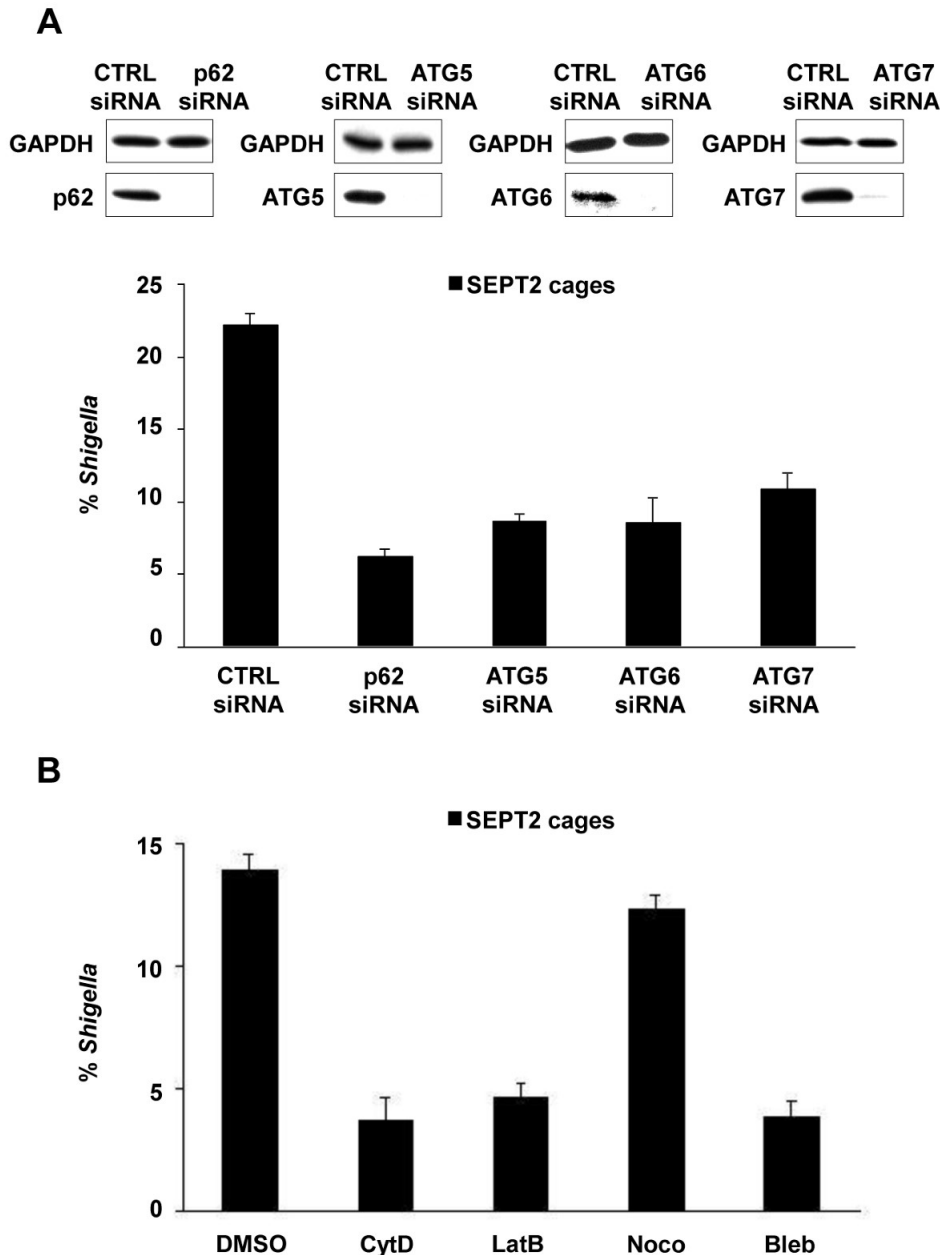 A
CTRL p62 CTRL ATG5 CTRL ATG6 CTRL ATG7
siRNA siRNA siRNA siRNA siRNA siRNA siRNA siRNA
GAPDH GAPDH GAPDH GAPDH
p62 ATG5 ATG6 ATG7
SEPT2 cages
25
20
15
10
5
0
% Shigella
CTRL p62 ATG5 ATG6 ATG7
siRNA siRNA siRNA siRNA siRNA
B
SEPT2 cages
15
10
5
0
% Shigella
DMSO CytD LatB Noco Bleb